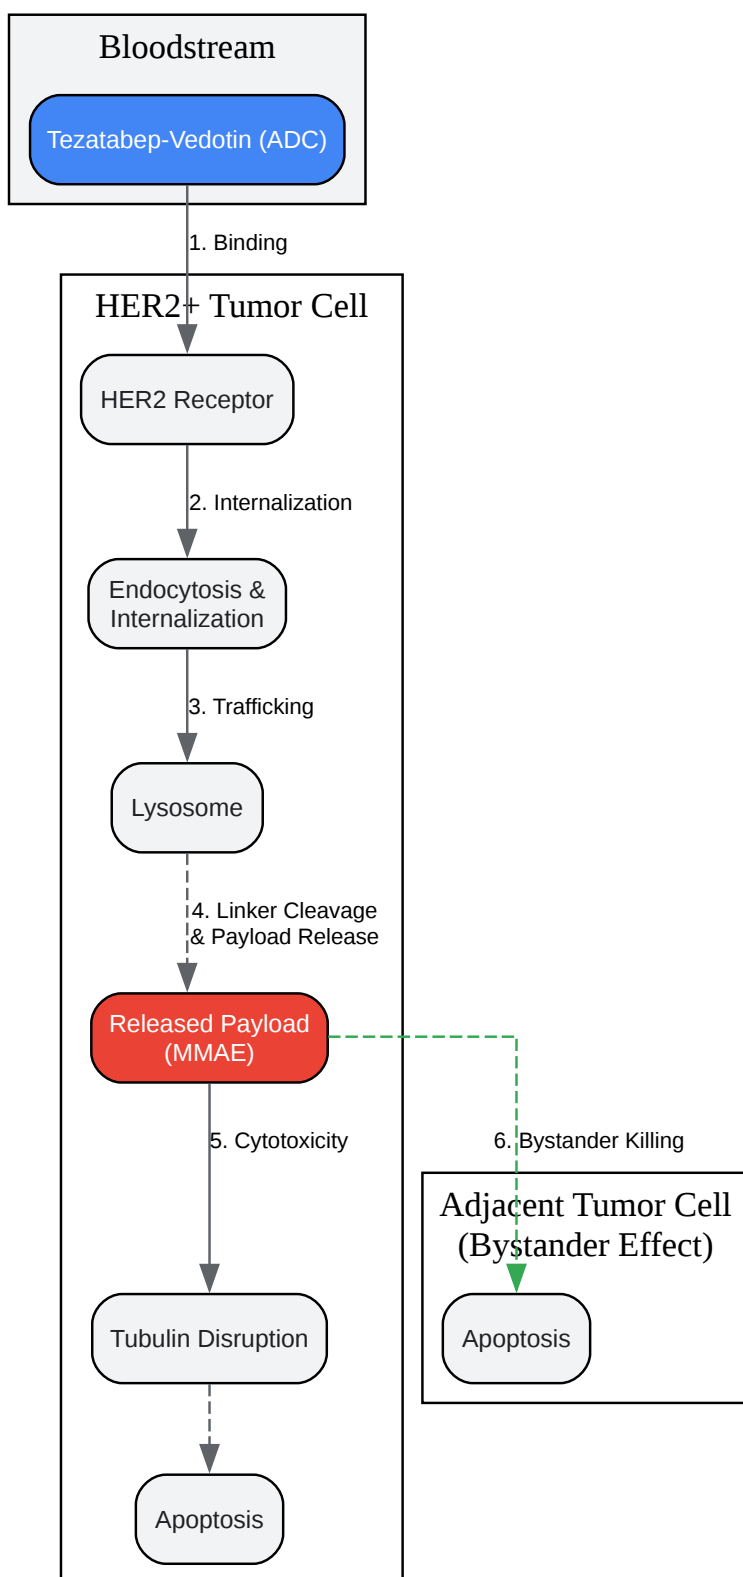 Bloodstream
Tezatabep-Vedotin (ADC)
1. Binding
HER2+ Tumor Cell
HER2 Receptor
2. Internalization
Endocytosis &
Internalization
3. Trafficking
Lysosome
4. Linker Cleavage
& Payload Release
Released Payload
(MMAE)
5. Cytotoxicity
6. Bystander Killing
Adjacent Tumor Cell
(Bystander Effect)
Tubulin Disruption
Apoptosis
Apoptosis